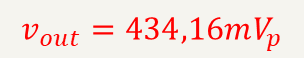 v_out = 434,16mV_p